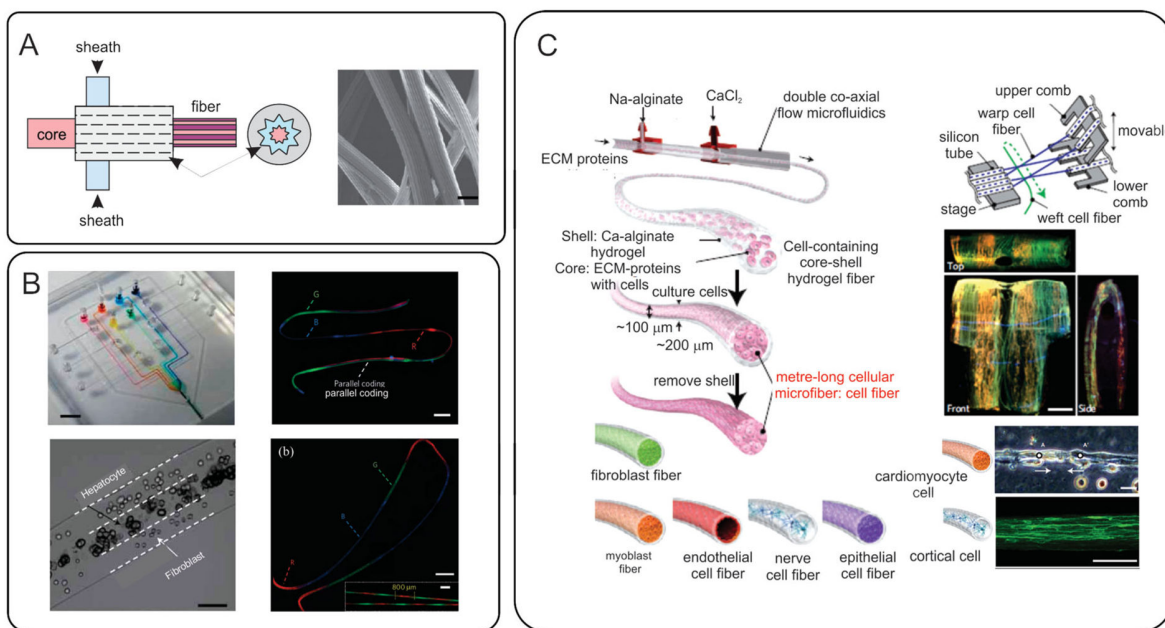 A
sheath
core
fiber
sheath
B
G
B
R
Parallel coding
parallel coding
Hepatocyte
Fibroblast
(b)
G
B
R
800 µm
C
Na-alginate
CaCl₂
double co-axial
flow microfluidics
ECM proteins
Shell: Ca-alginate
hydrogel
Core: ECM-proteins
with cells
Cell-containing
core-shell
hydrogel fiber
culture cells
~100 µm
~200 µm
remove shell
metre-long cellular
microfiber: cell fiber
fibroblast fiber
myoblast
fiber
endothelial
cell fiber
nerve
cell fiber
epithelial
cell fiber
upper comb
warp cell
fiber
movabl
silicon
tube
stage
lower
comb
weft cell fiber
Top
Front
Side
cardiomyocyte
cell
A
A'
cortical cell